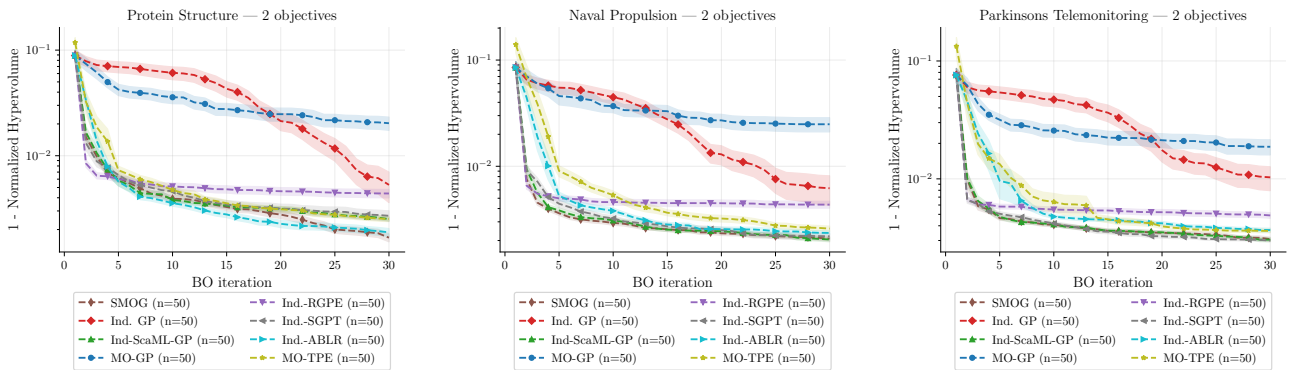 Protein Structure — 2 objectives
1 - Normalized Hypervolume
10⁻¹
10⁻²
0 5 10 15 20 25 30
BO iteration
SMOG (n=50)
Ind. GP (n=50)
Ind-ScaML-GP (n=50)
MO-GP (n=50)
Ind.-RGPE (n=50)
Ind.-SGPT (n=50)
Ind.-ABLR (n=50)
MO-TPE (n=50)
Naval Propulsion — 2 objectives
1 - Normalized Hypervolume
10⁻¹
10⁻²
0 5 10 15 20 25 30
BO iteration
SMOG (n=50)
Ind. GP (n=50)
Ind-ScaML-GP (n=50)
MO-GP (n=50)
Ind.-RGPE (n=50)
Ind.-SGPT (n=50)
Ind.-ABLR (n=50)
MO-TPE (n=50)
Parkinsons Telemonitoring — 2 objectives
1 - Normalized Hypervolume
10⁻¹
10⁻²
0 5 10 15 20 25 30
BO iteration
SMOG (n=50)
Ind. GP (n=50)
Ind-ScaML-GP (n=50)
MO-GP (n=50)
Ind.-RGPE (n=50)
Ind.-SGPT (n=50)
Ind.-ABLR (n=50)
MO-TPE (n=50)